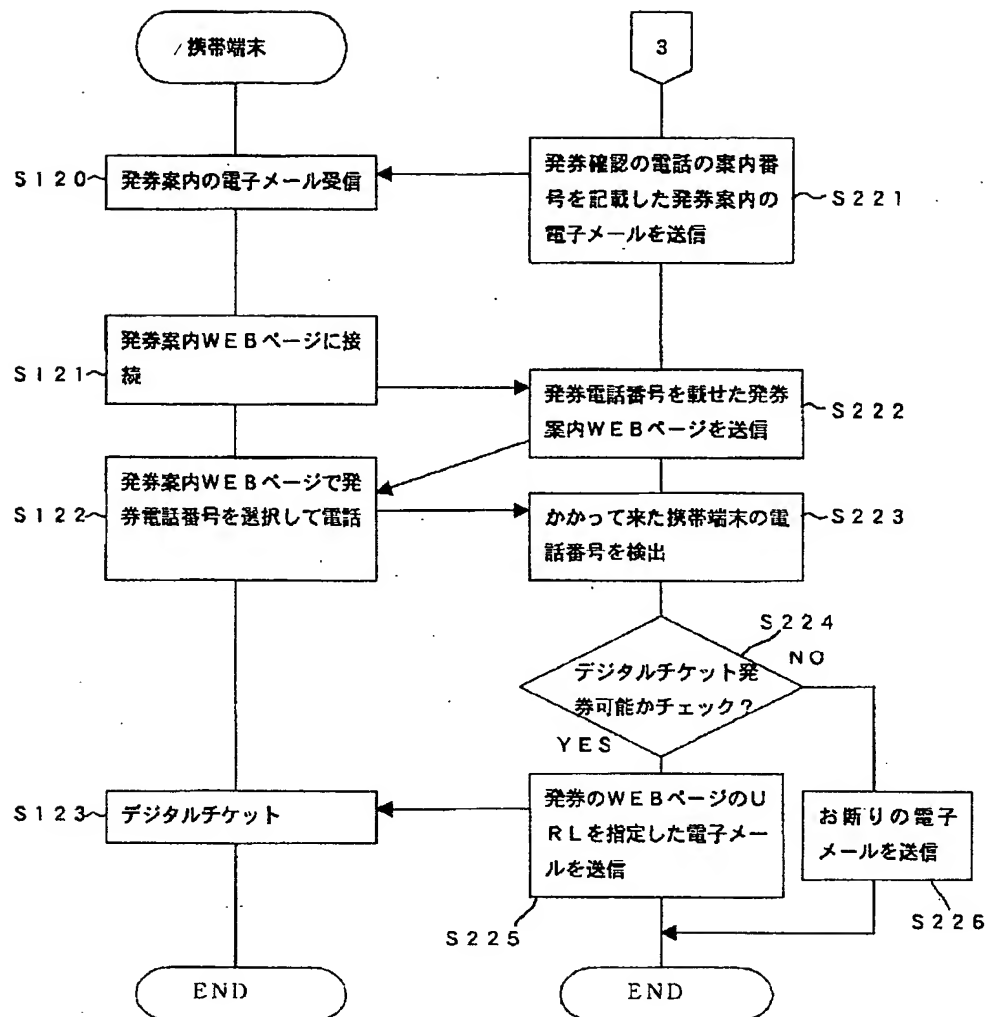 携帯端末
3
S120
発券案内の電子メール受信
発券確認の電話の案内番
号を記載した発券案内の
電子メールを送信
S221
S121
発券案内WEBページに接
続
発券電話番号を載せた発券
案内WEBページを送信
S222
S122
発券案内WEBページで発
券電話番号を選択して電話
かかって来た携帯端末の電
話番号を検出
S223
S224
デジタルチケット発
券可能かチェック?
NO
YES
S123
デジタルチケット
発券のWEBページのU
RLを指定した電子メー
ルを送信
S225
お断りの電子
メールを送信
S226
END
END